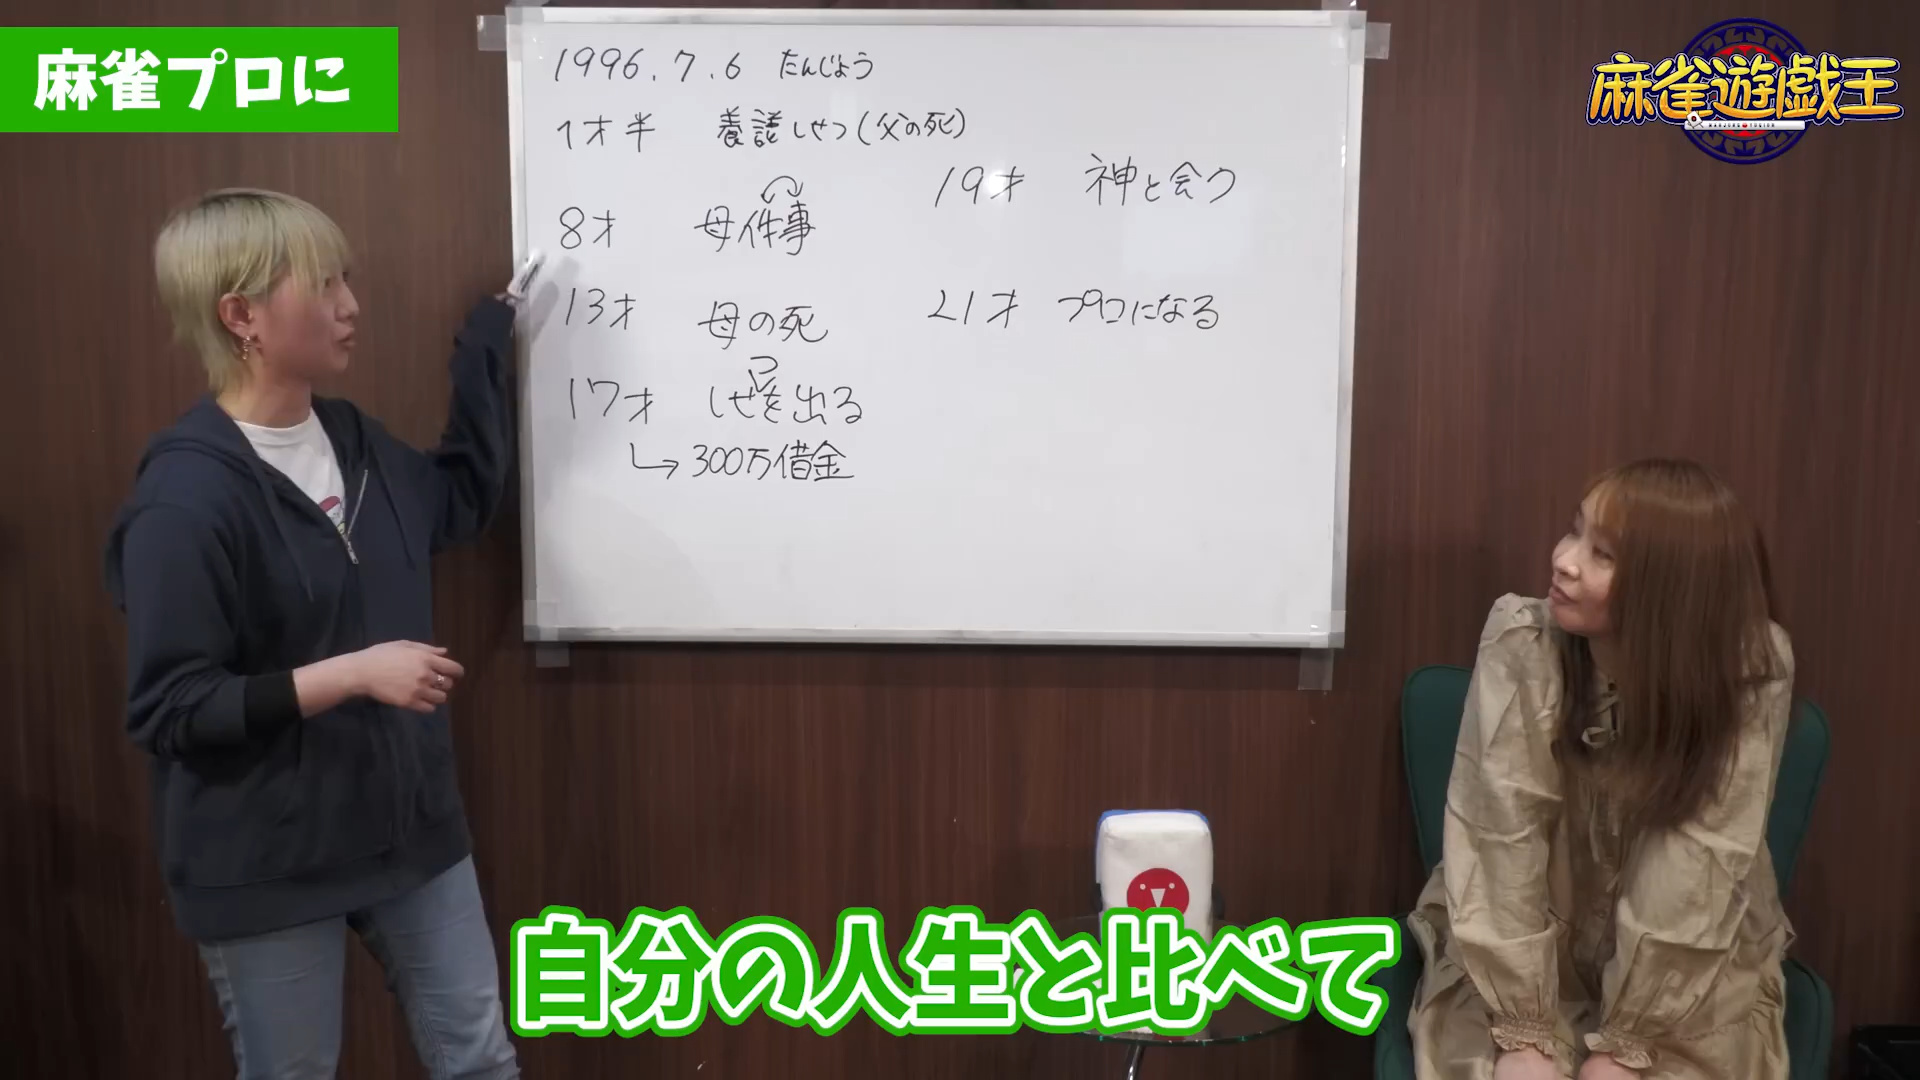 麻雀プロに
麻雀遊戯王
1996.7.6 たんじょう
1才半 養護しせつ(父の死)
8才 母件事
13才 母の死
17才 しせを出る
つ
↳300万借金
19才 神と会う
21才 プロになる
自分の人生と比べて